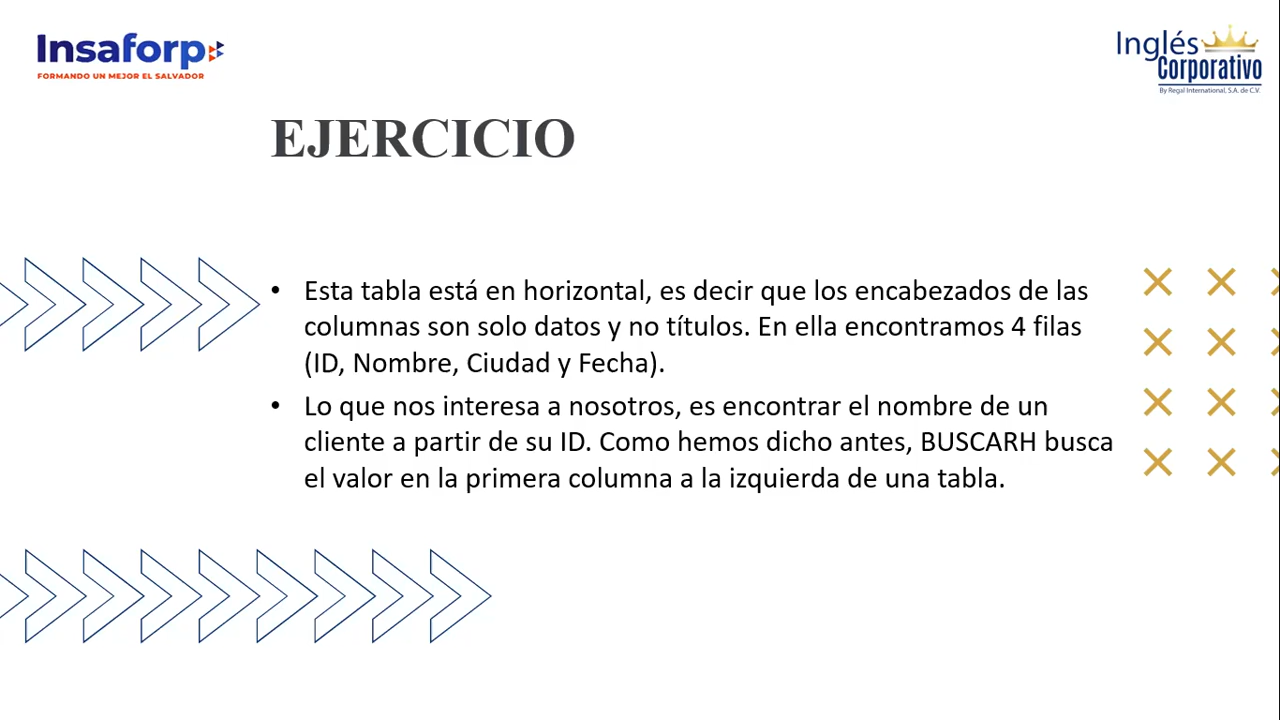 Insaforp
FORMANDO UN MEJOR EL SALVADOR
Inglés
Corporativo
By Regal International, S.A. de C.V.
EJERCICIO
• Esta tabla está en horizontal, es decir que los encabezados de las
columnas son solo datos y no títulos. En ella encontramos 4 filas
(ID, Nombre, Ciudad y Fecha).
• Lo que nos interesa a nosotros, es encontrar el nombre de un
cliente a partir de su ID. Como hemos dicho antes, BUSCARH busca
el valor en la primera columna a la izquierda de una tabla.